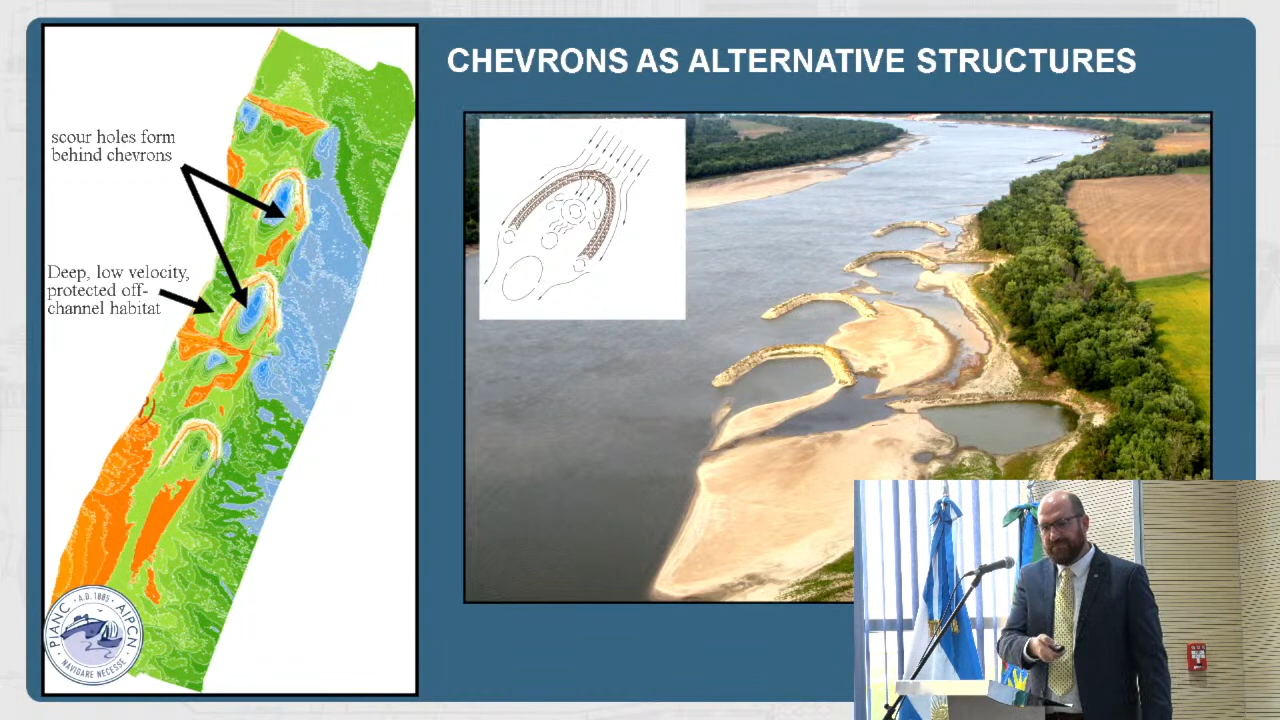 CHEVRONS AS ALTERNATIVE STRUCTURES
scour holes form
behind chevrons
Deep, low velocity,
protected off-
channel habitat
PIANC · A.D. 1885 · AIPCN
NAVIGARE NECESSE